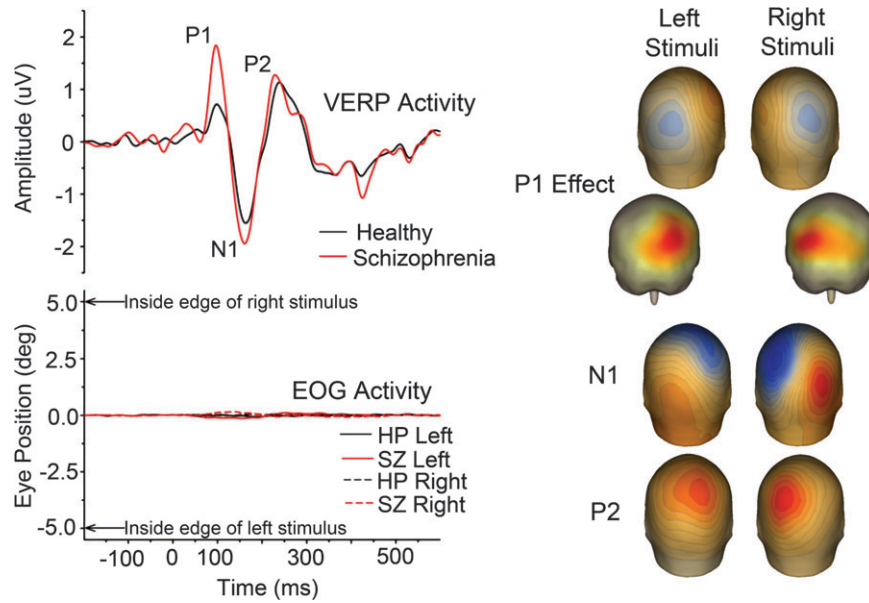 Amplitude (uV)
2
1
0
-1
-2
P1
P2
N1
VERP Activity
Healthy
Schizophrenia
Eye Position (deg)
5.0
2.5
0.0
-2.5
-5.0
Inside edge of right stimulus
EOG Activity
HP Left
SZ Left
HP Right
SZ Right
Inside edge of left stimulus
-100 0 100 300 500
Time (ms)
Left Stimuli
Right Stimuli
P1 Effect
N1
P2